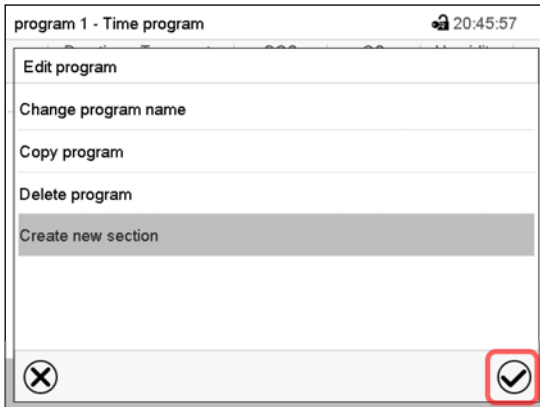 program 1 - Time program 20:45:57
Edit program
Change program name
Copy program
Delete program
Create new section